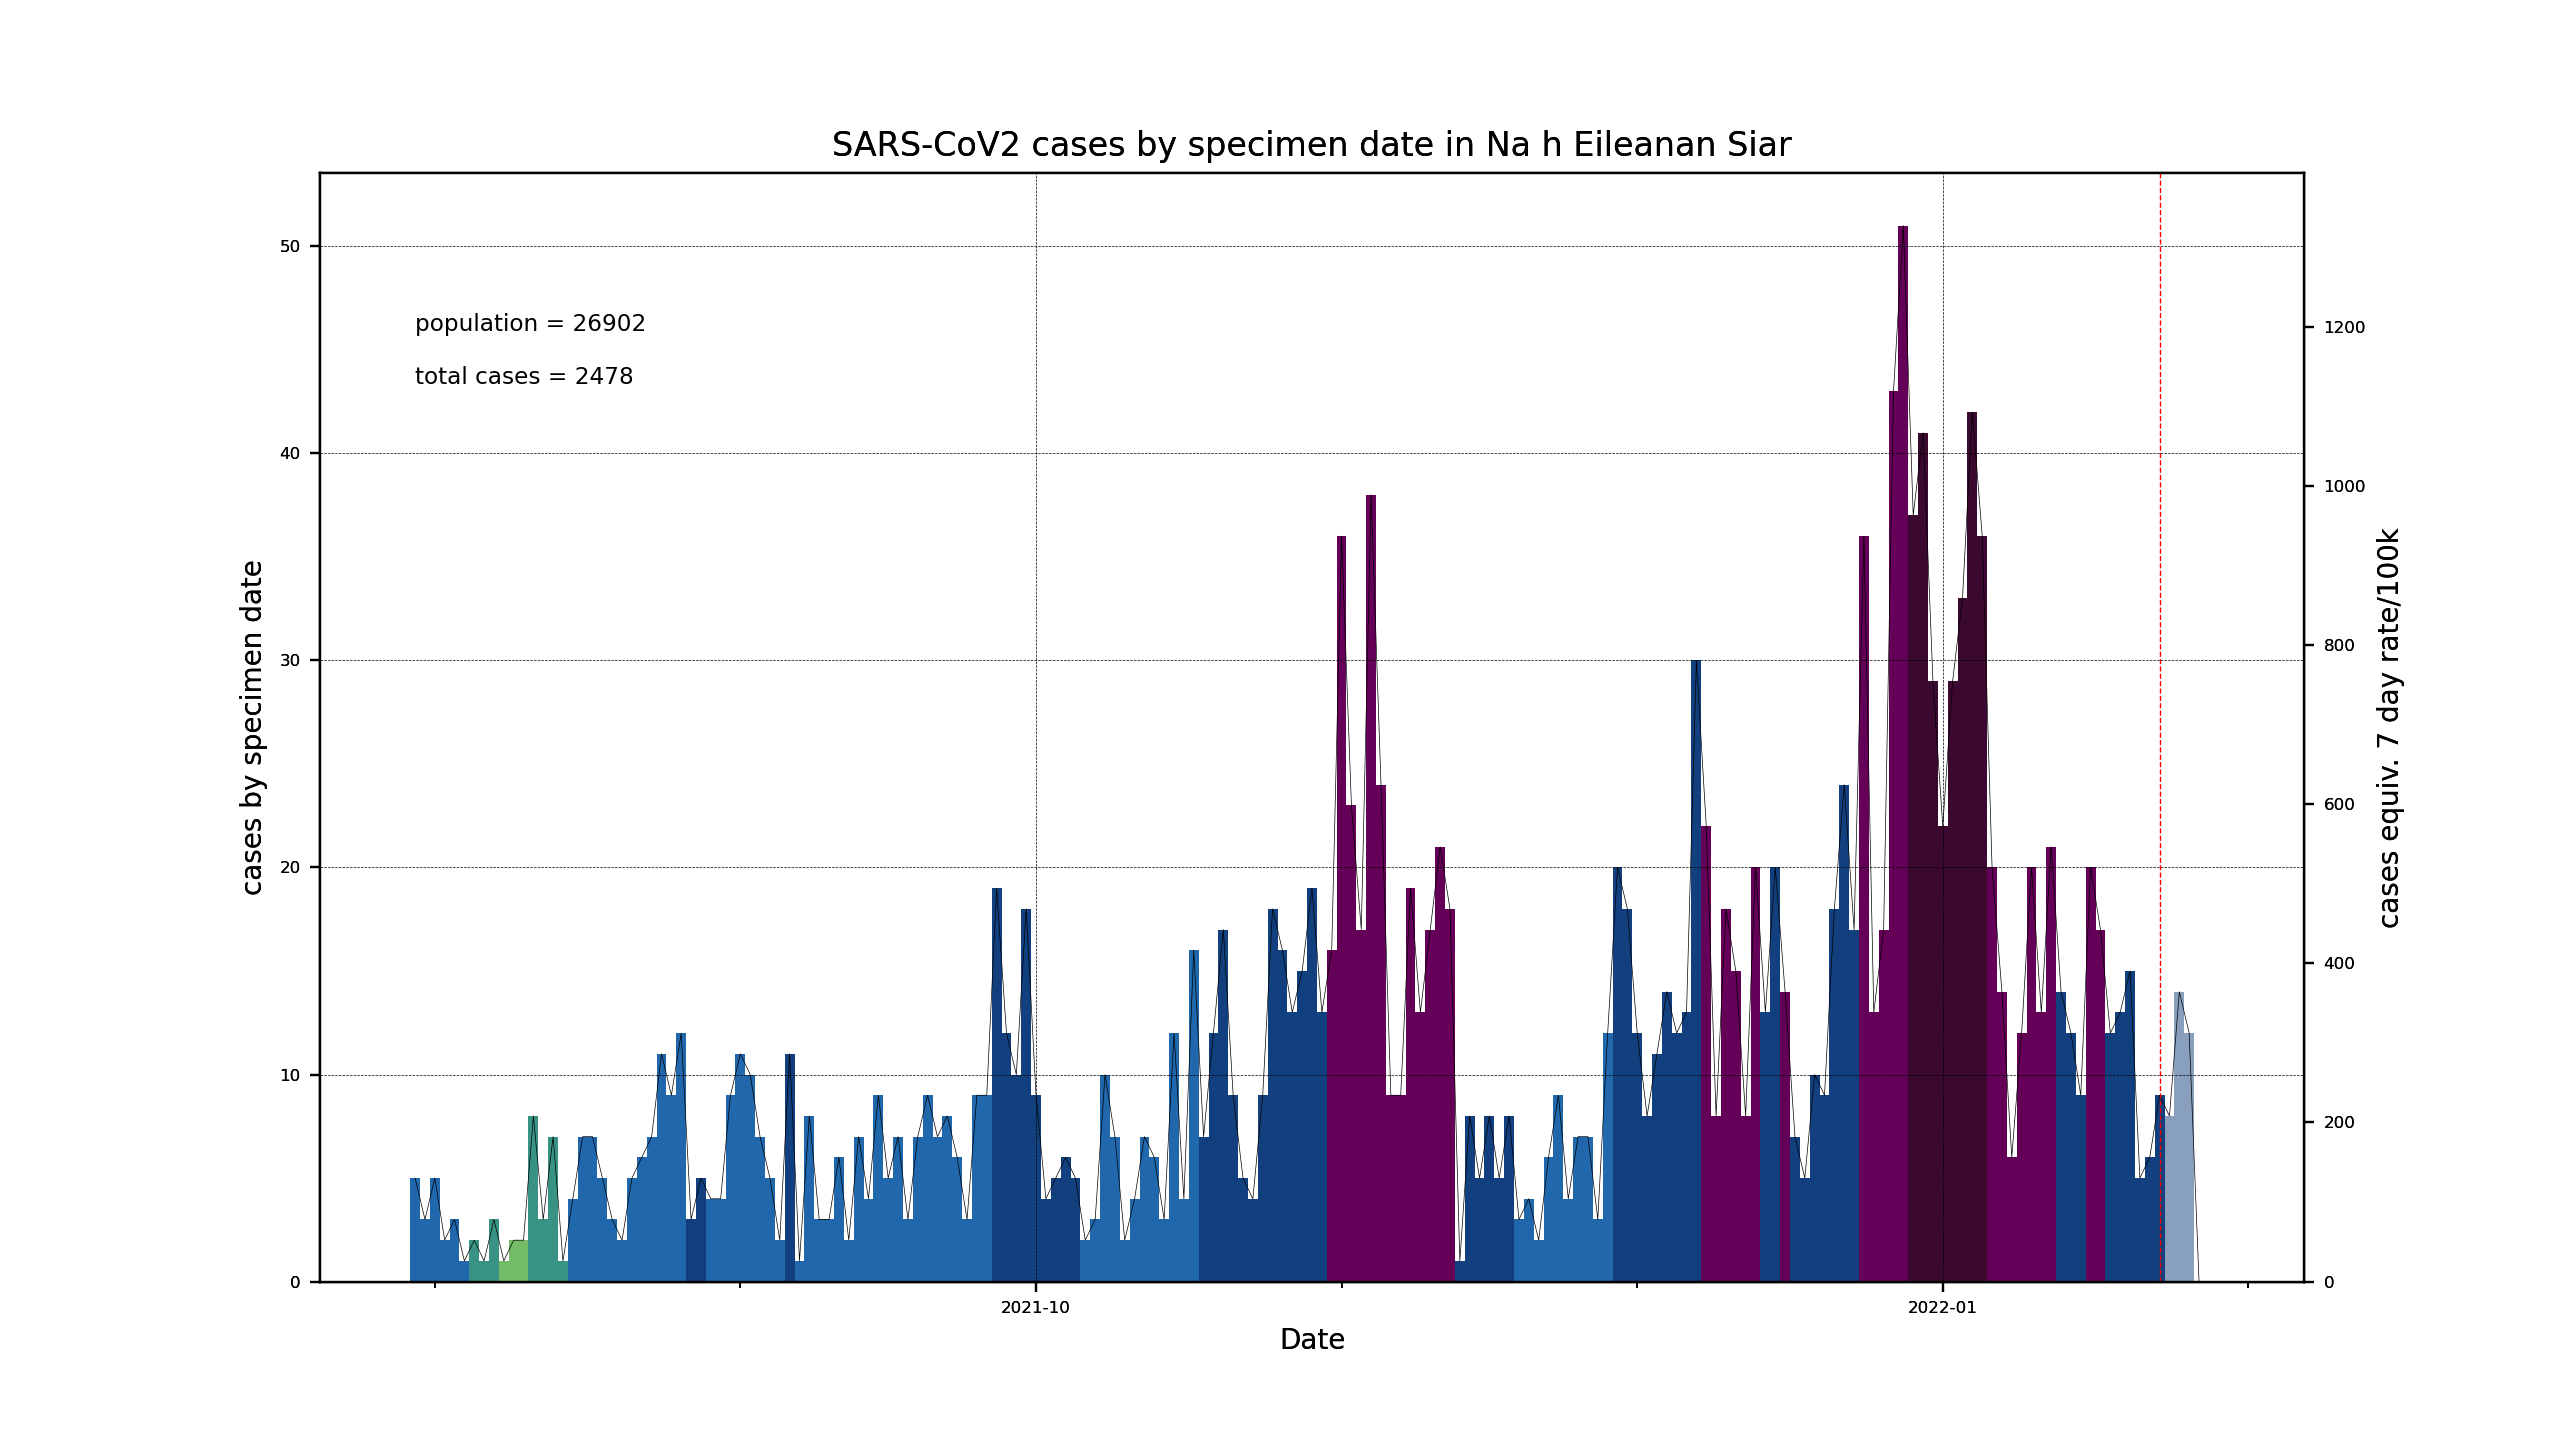 SARS-CoV2 cases by specimen date in Na h Eileanan Siar
population = 26902
total cases = 2478
cases by specimen date
50
40
30
20
10
0
1200
1000
800
600
400
200
0
cases equiv. 7 day rate/100k
2021-10
2022-01
Date